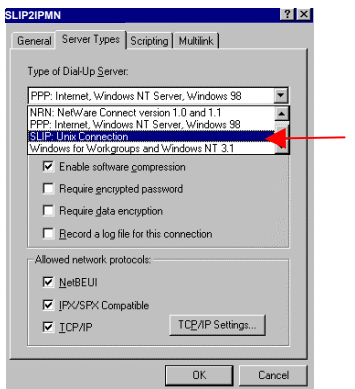 SLIP2IPMN
General Server Types Scripting Multilink
Type of Dial-Up Server:
PPP: Internet, Windows NT Server, Windows 98
NRN: NetWare Connect version 1.0 and 1.1
PPP: Internet, Windows NT Server, Windows 98
SLIP: Unix Connection
Windows for Workgroups and Windows NT 3.1
Enable software compression
Require encrypted password
Require data encryption
Record a log file for this connection
Allowed network protocols:
NetBEUI
IPX/SPX Compatible
TCP/IP
TCP/IP Settings...
OK Cancel